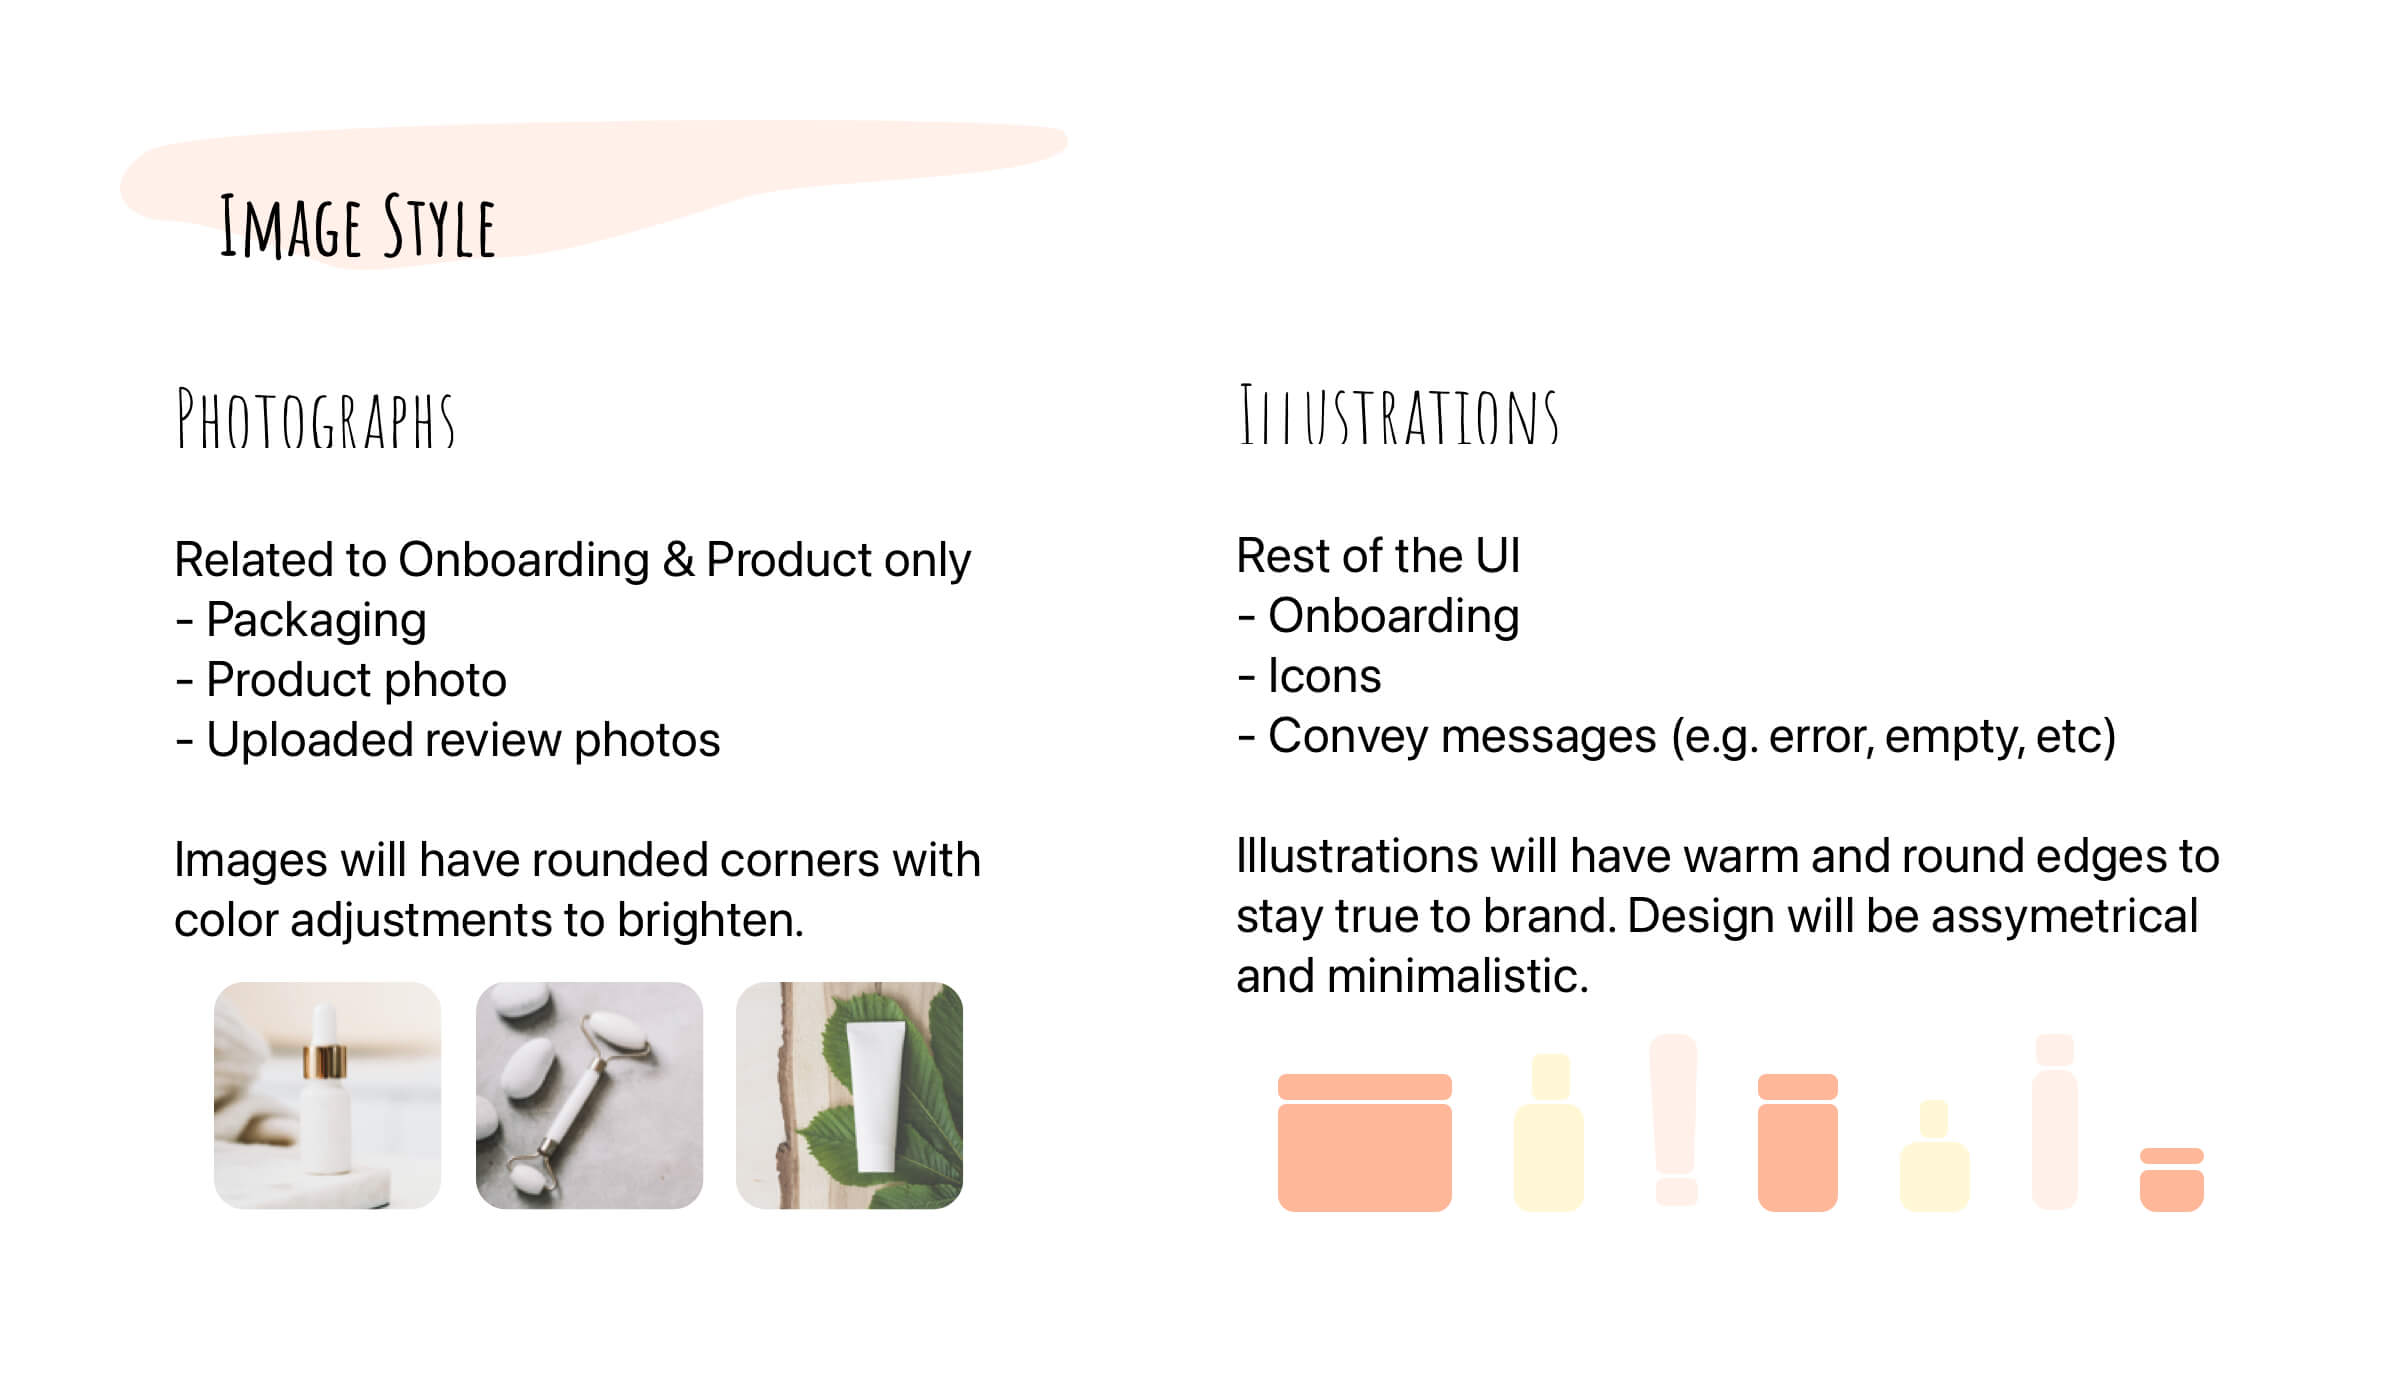 Image Style
Photographs
Related to Onboarding & Product only
- Packaging
- Product photo
- Uploaded review photos
Images will have rounded corners with
color adjustments to brighten.
Illustrations
Rest of the UI
- Onboarding
- Icons
- Convey messages (e.g. error, empty, etc)
Illustrations will have warm and round edges to
stay true to brand. Design will be assymetrical
and minimalistic.